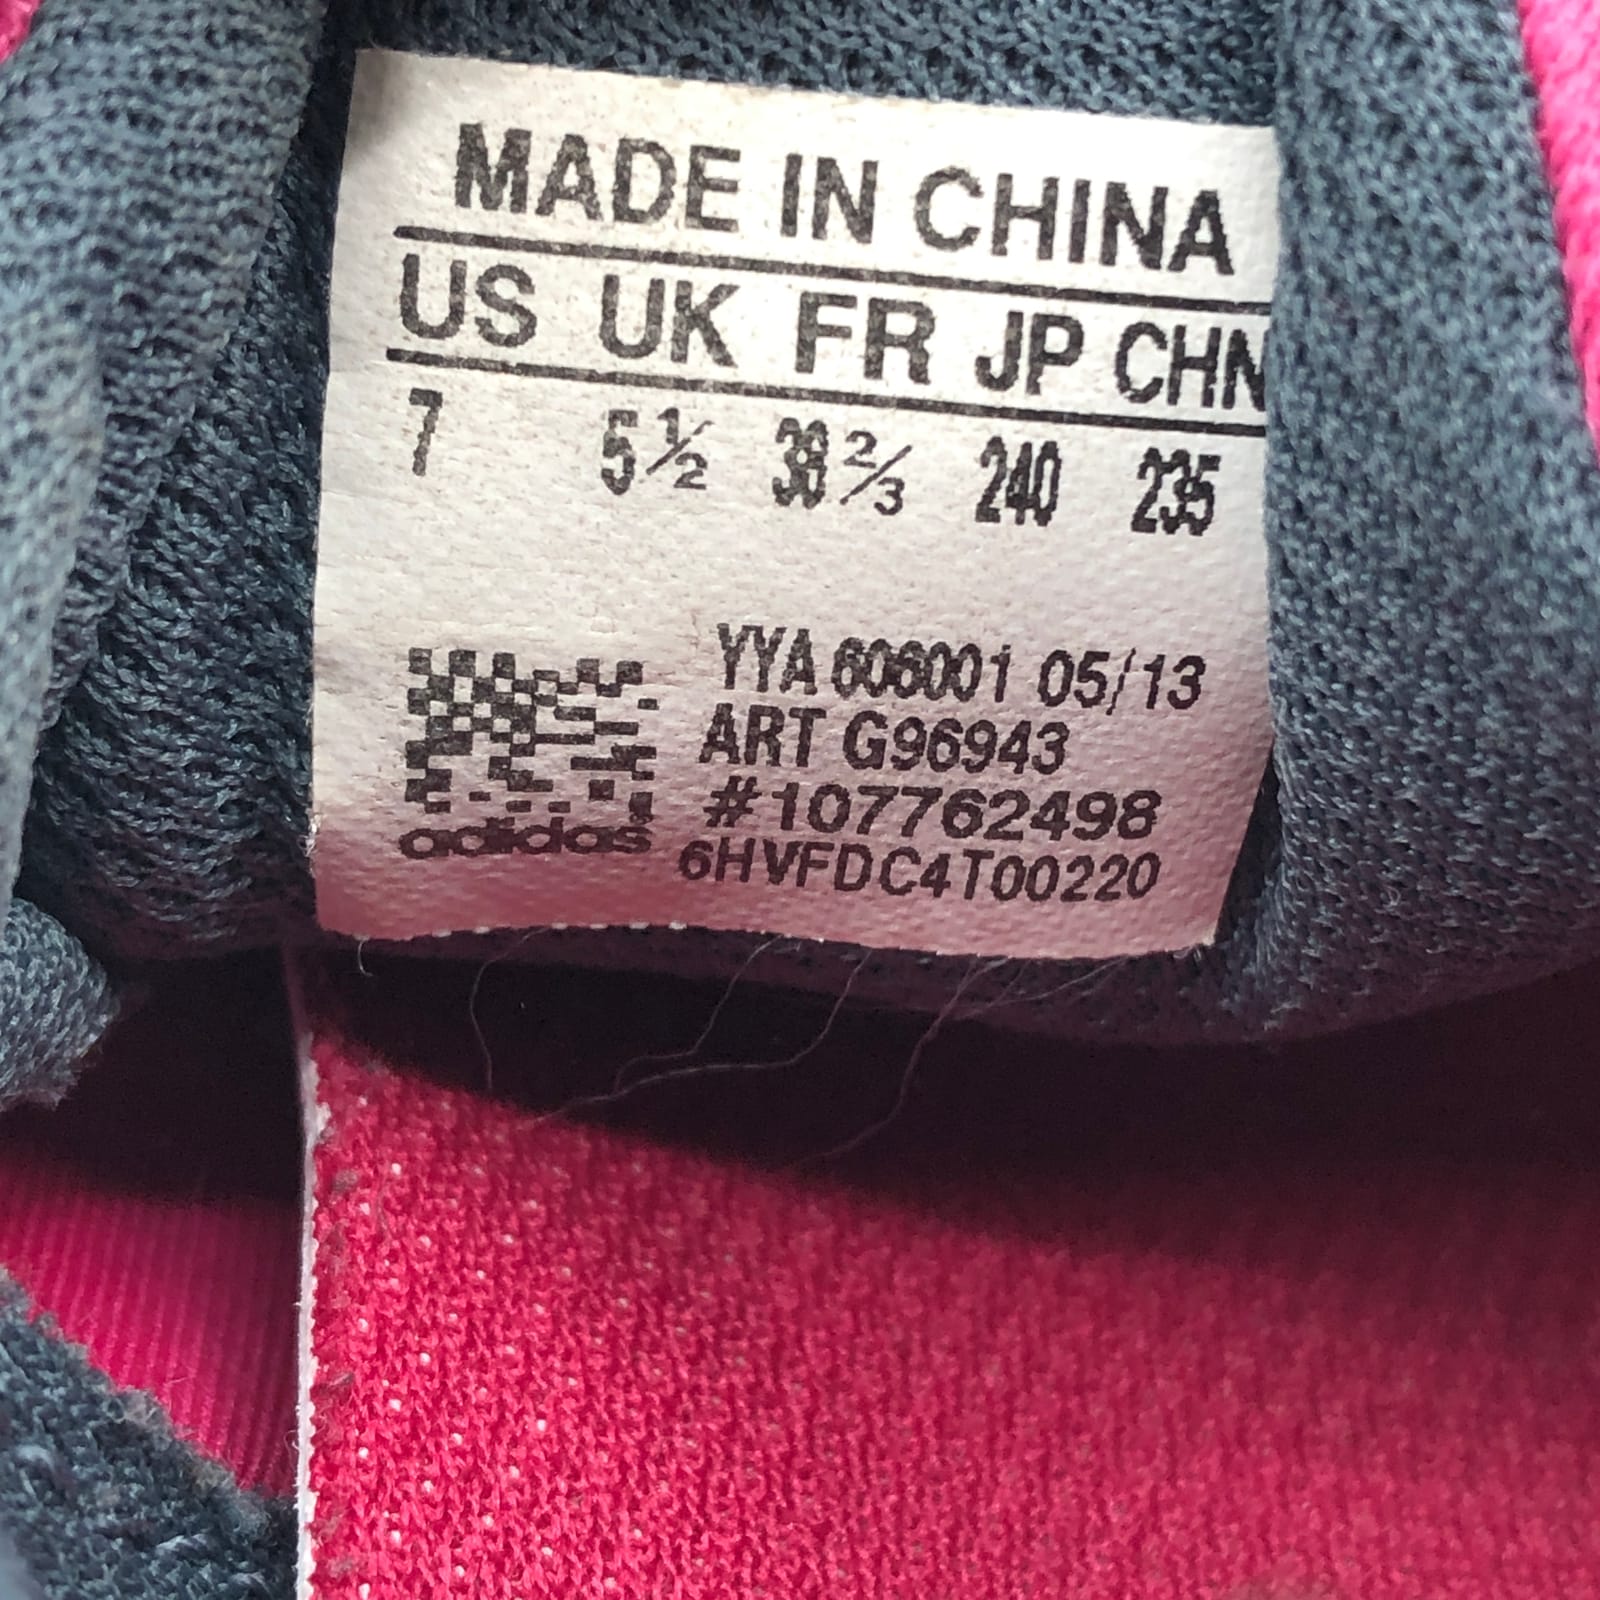 MADE IN CHINA
US UK FR JP CHN
7 5½ 38⅔ 240 235
YYA 606001 05/13
ART G96943
#107762498
6HVFDC4T00220
adidas